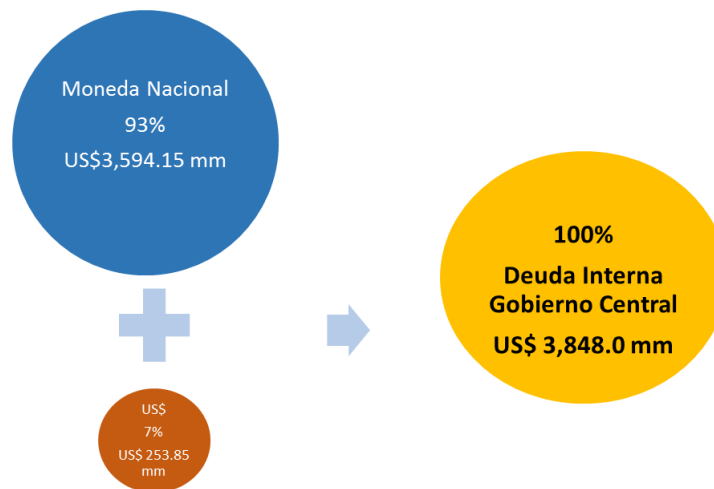 Moneda Nacional
93%
US$3,594.15 mm
US$
7%
US$ 253.85
mm
100%
Deuda Interna
Gobierno Central
US$ 3,848.0 mm